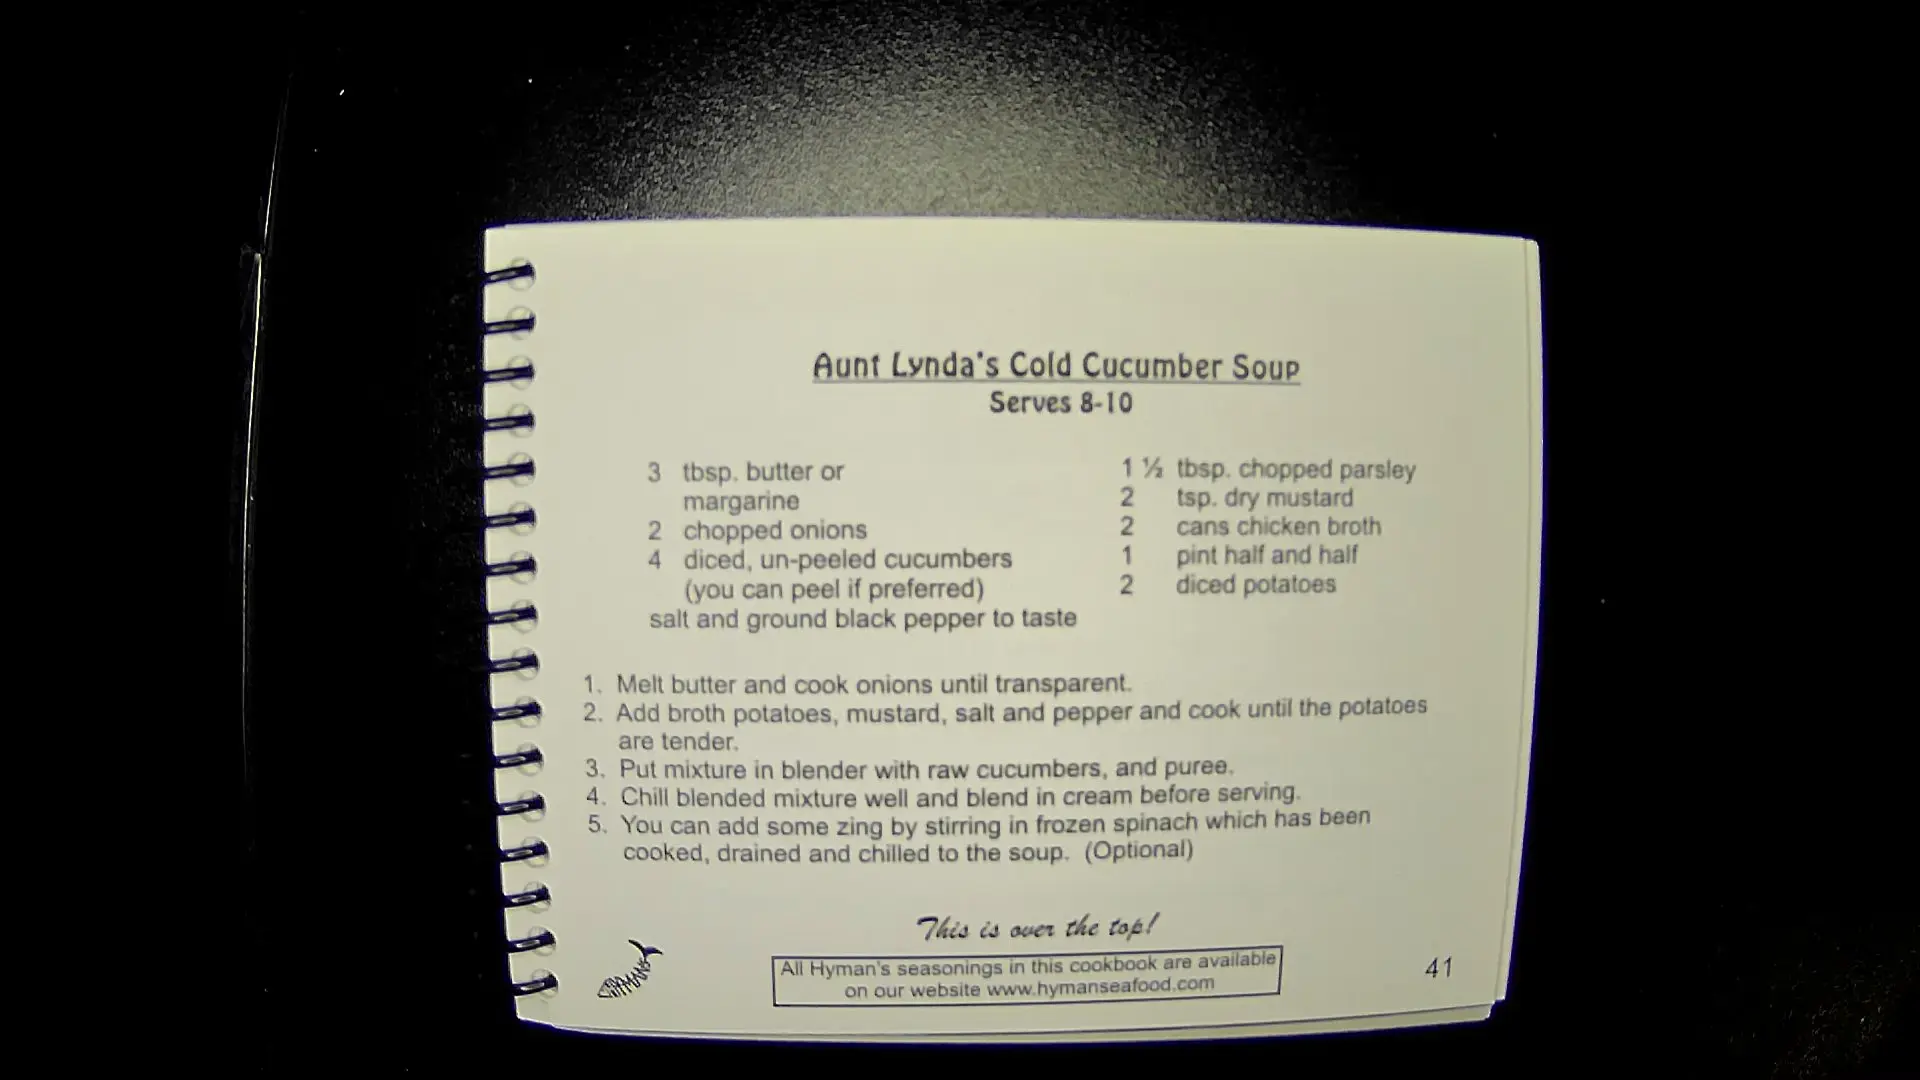 Aunt Lynda's Cold Cucumber Soup
Serves 8-10
3 tbsp. butter or
margarine
2 chopped onions
4 diced, un-peeled cucumbers
(you can peel if preferred)
salt and ground black pepper to taste
1 ½ tbsp. chopped parsley
2 tsp. dry mustard
2 cans chicken broth
1 pint half and half
2 diced potatoes
1. Melt butter and cook onions until transparent.
2. Add broth potatoes, mustard, salt and pepper and cook until the potatoes
are tender.
3. Put mixture in blender with raw cucumbers, and puree.
4. Chill blended mixture well and blend in cream before serving.
5. You can add some zing by stirring in frozen spinach which has been
cooked, drained and chilled to the soup. (Optional)
This is over the top!
HYMANS
All Hyman's seasonings in this cookbook are available
on our website www.hymanseafood.com
41